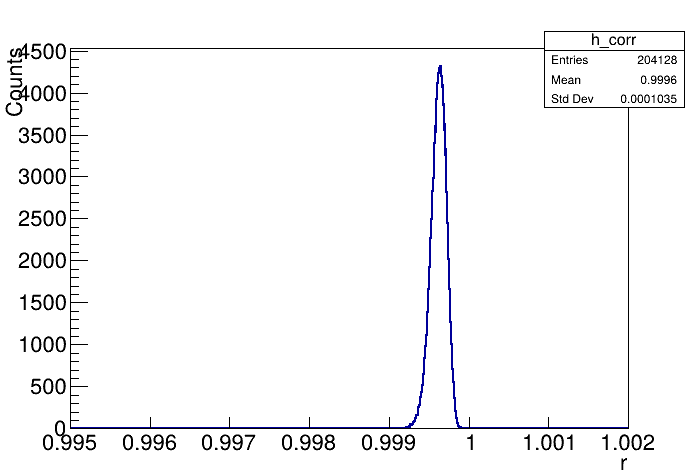 h_corr
Entries 204128
Mean 0.9996
Std Dev 0.0001035
Counts
4500
4000
3500
3000
2500
2000
1500
1000
500
0
0.995 0.996 0.997 0.998 0.999 1 1.001 1.002
r